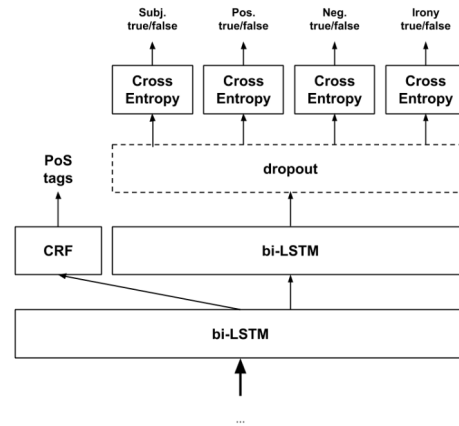 Subj. true/false
Pos. true/false
Neg. true/false
Irony true/false
Cross Entropy
Cross Entropy
Cross Entropy
Cross Entropy
PoS tags
dropout
CRF
bi-LSTM
bi-LSTM
...